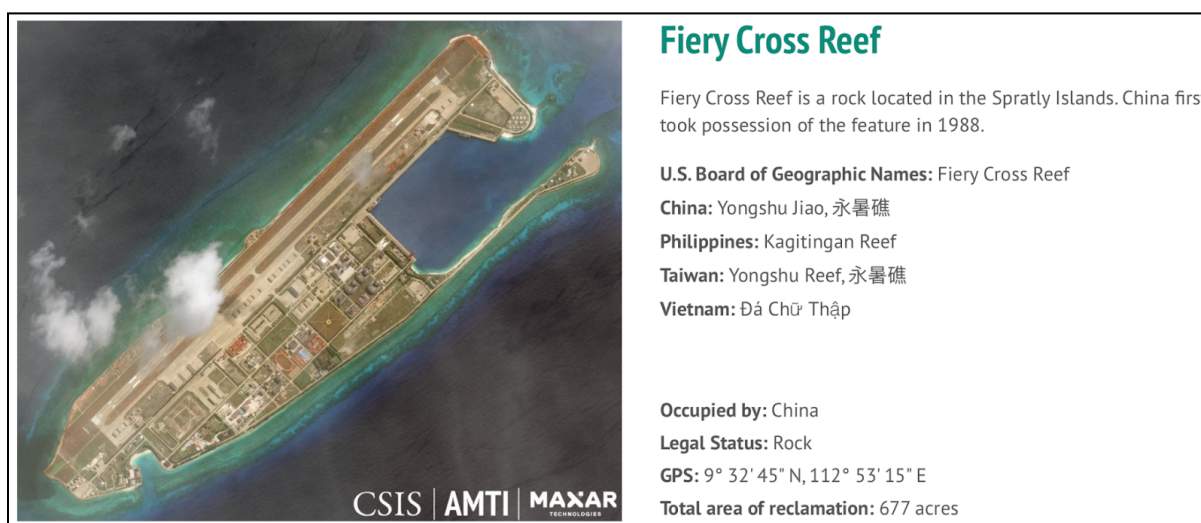 Fiery Cross Reef
Fiery Cross Reef is a rock located in the Spratly Islands. China firs
took possession of the feature in 1988.
U.S. Board of Geographic Names: Fiery Cross Reef
China: Yongshu Jiao, 永暑礁
Philippines: Kagitingan Reef
Taiwan: Yongshu Reef, 永暑礁
Vietnam: Đá Chữ Thập
Occupied by: China
Legal Status: Rock
GPS: 9° 32' 45" N, 112° 53' 15" E
Total area of reclamation: 677 acres
CSIS | AMTI | MAXAR
TECHNOLOGIES